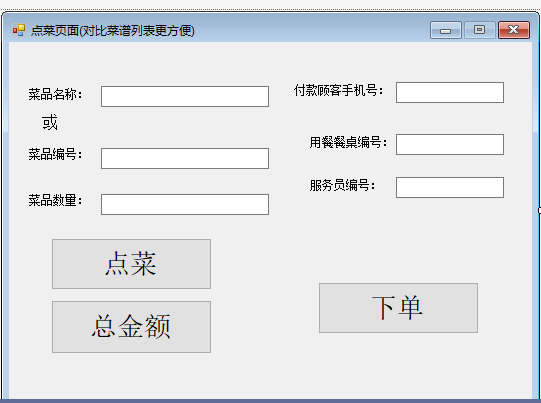 点菜页面(对比菜谱列表更方便)
菜品名称：
或
菜品编号：
菜品数量：
付款顾客手机号：
用餐餐桌编号：
服务员编号：
点菜
总金额
下单